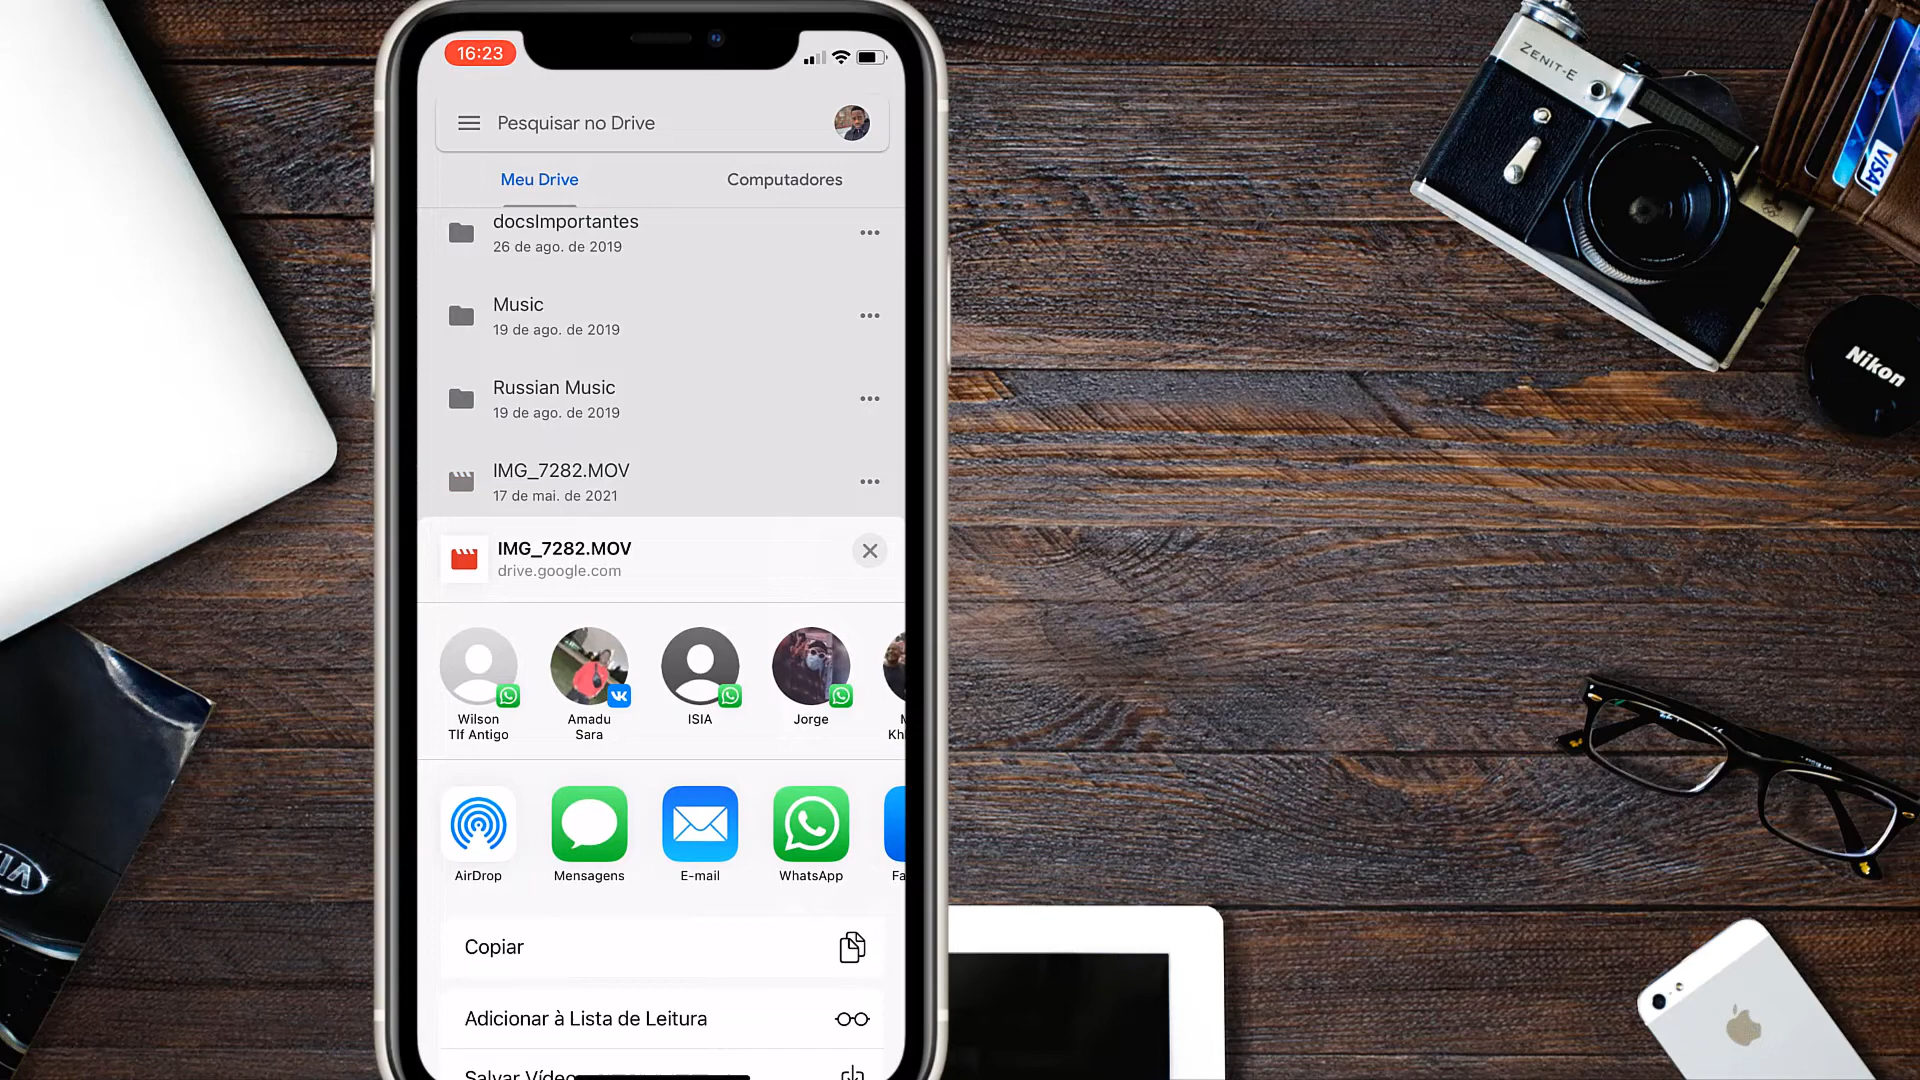 16:23
Pesquisar no Drive
Meu Drive
Computadores
docsImportantes
26 de ago. de 2019
Music
19 de ago. de 2019
Russian Music
19 de ago. de 2019
IMG_7282.MOV
17 de mai. de 2021
IMG_7282.MOV
drive.google.com
Wilson
Tlf Antigo
Amadu
Sara
ISIA
Jorge
AirDrop
Mensagens
E-mail
WhatsApp
Copiar
Adicionar à Lista de Leitura
Salvar Vídeo
ZENIT-E
VISA
Nikon